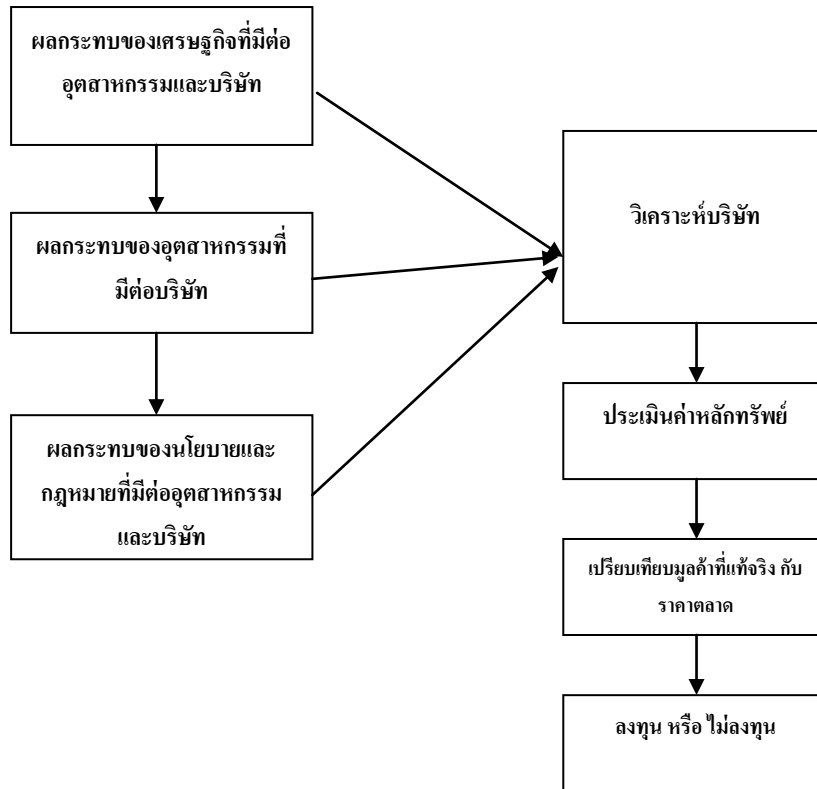 ผลกระทบของเศรษฐกิจที่มีต่อ
อุตสาหกรรมและบริษัท
ผลกระทบของอุตสาหกรรมที่
มีต่อบริษัท
ผลกระทบของนโยบายและ
กฎหมายที่มีต่ออุตสาหกรรม
และบริษัท
วิเคราะห์บริษัท
ประเมินค่าหลักทรัพย์
เปรียบเทียบมูลค้าที่แท้จริง กับ
ราคาตลาด
ลงทุน หรือ ไม่ลงทุน